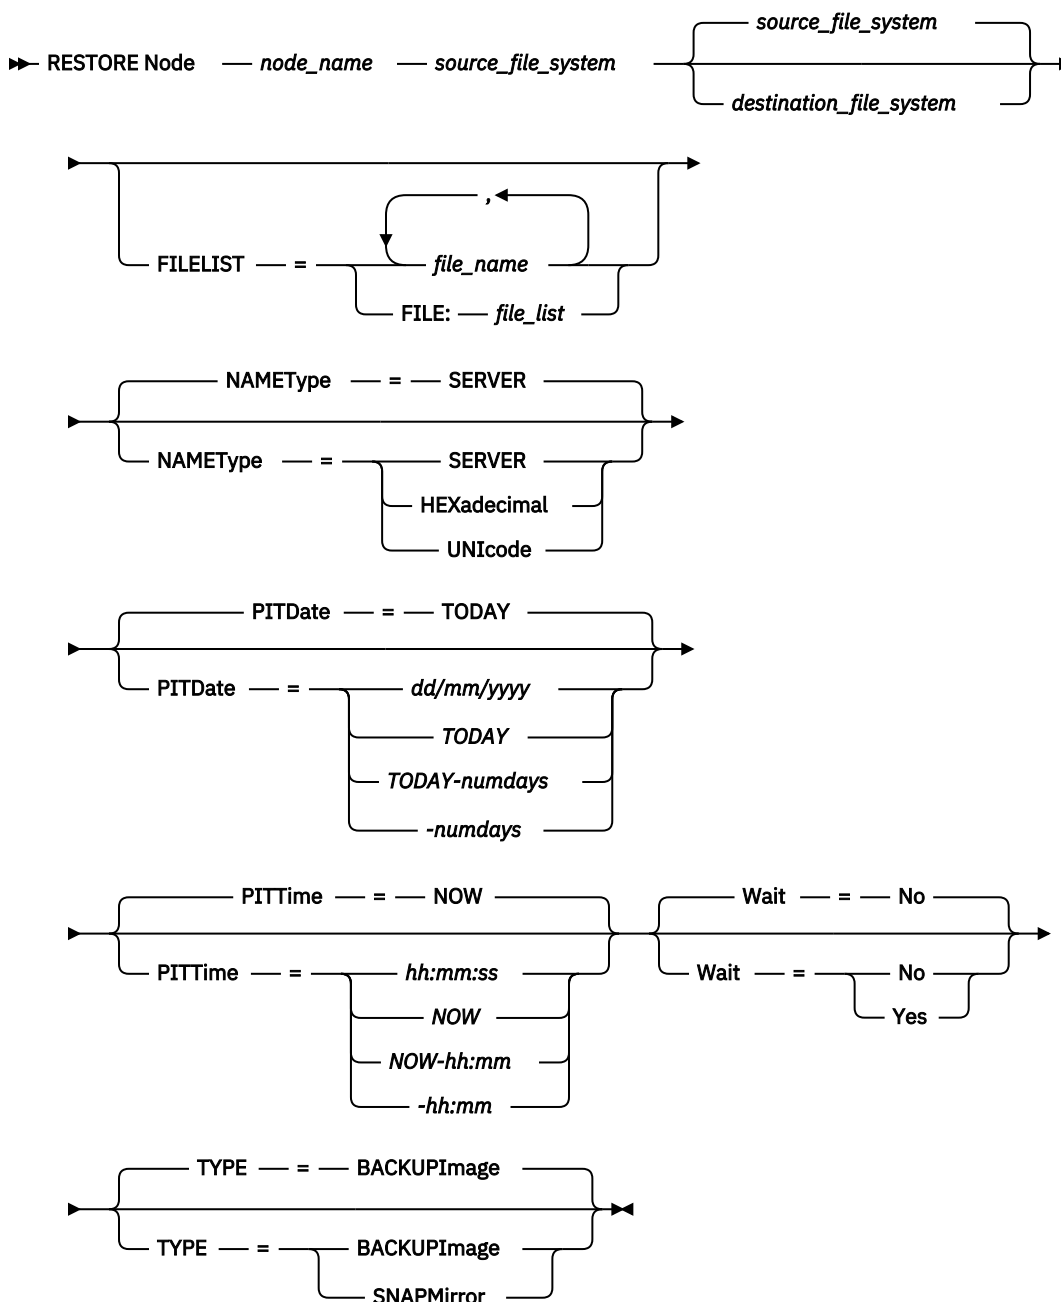 source_file_system
RESTORE Node node_name source_file_system
destination_file_system
,
FILELIST = file_name
FILE: file_list
NAMEType = SERVER
NAMEType = SERVER
HEXadecimal
UNIcode
PITDate = TODAY
PITDate = dd/mm/yyyy
TODAY
TODAY-numdays
-numdays
PITTime = NOW Wait = No
PITTime = hh:mm:ss Wait = No
NOW Yes
NOW-hh:mm
-hh:mm
TYPE = BACKUPImage
TYPE = BACKUPImage
SNAPMirror